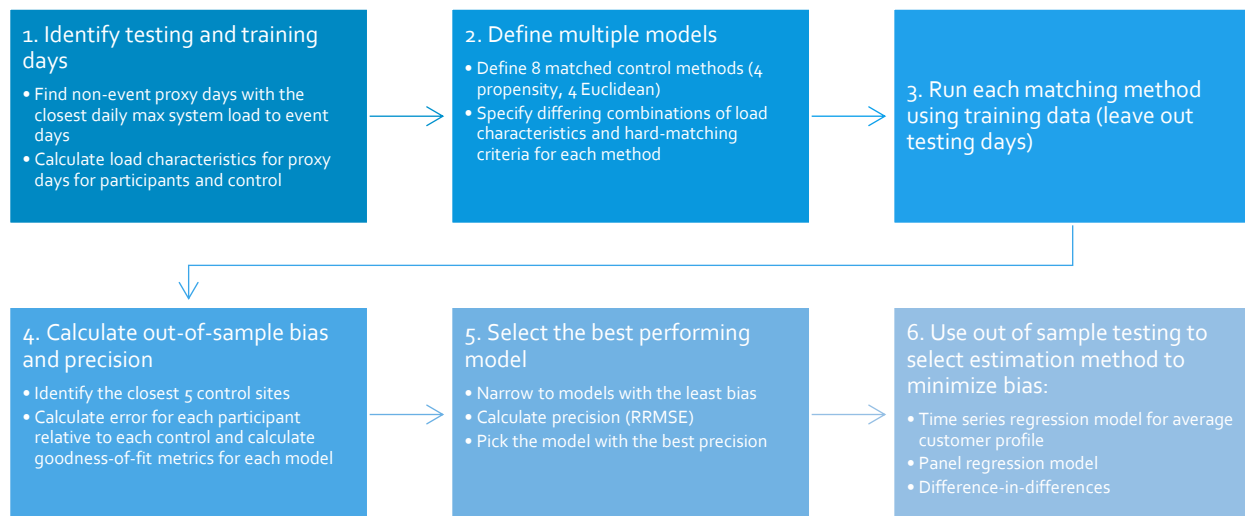 1. Identify testing and training
days
• Find non-event proxy days with the
closest daily max system load to event
days
• Calculate load characteristics for proxy
days for participants and control
2. Define multiple models
• Define 8 matched control methods (4
propensity, 4 Euclidean)
• Specify differing combinations of load
characteristics and hard-matching
criteria for each method
3. Run each matching method
using training data (leave out
testing days)
4. Calculate out-of-sample bias
and precision
• Identify the closest 5 control sites
• Calculate error for each participant
relative to each control and calculate
goodness-of-fit metrics for each model
5. Select the best performing
model
• Narrow to models with the least bias
• Calculate precision (RRMSE)
• Pick the model with the best precision
6. Use out of sample testing to
select estimation method to
minimize bias:
• Time series regression model for average
customer profile
• Panel regression model
• Difference-in-differences